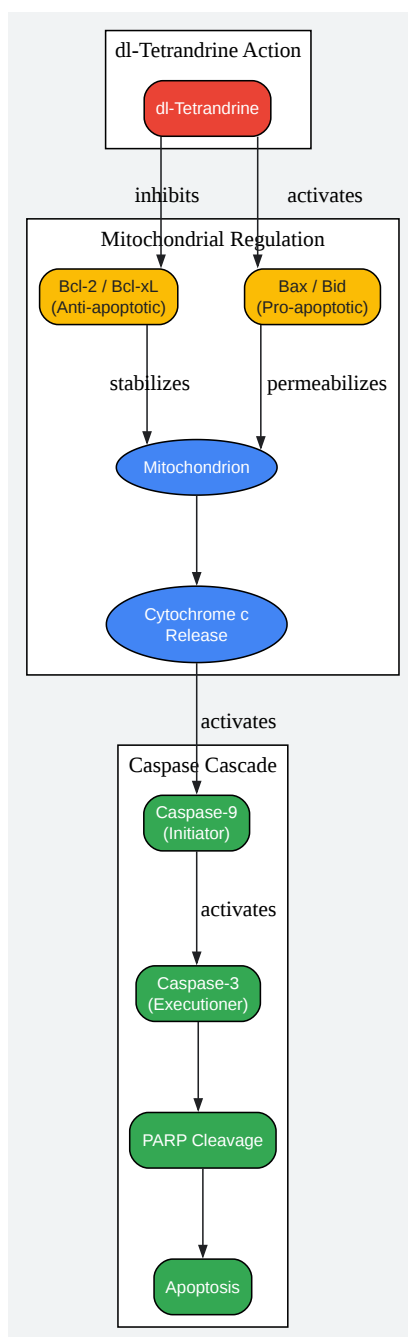 dl-Tetrandrine Action
dl-Tetrandrine
inhibits
activates
Mitochondrial Regulation
Bcl-2 / Bcl-xL
(Anti-apoptotic)
Bax / Bid
(Pro-apoptotic)
stabilizes
permeabilizes
Mitochondrion
Cytochrome c
Release
activates
Caspase Cascade
Caspase-9
(Initiator)
activates
Caspase-3
(Executioner)
PARP Cleavage
Apoptosis